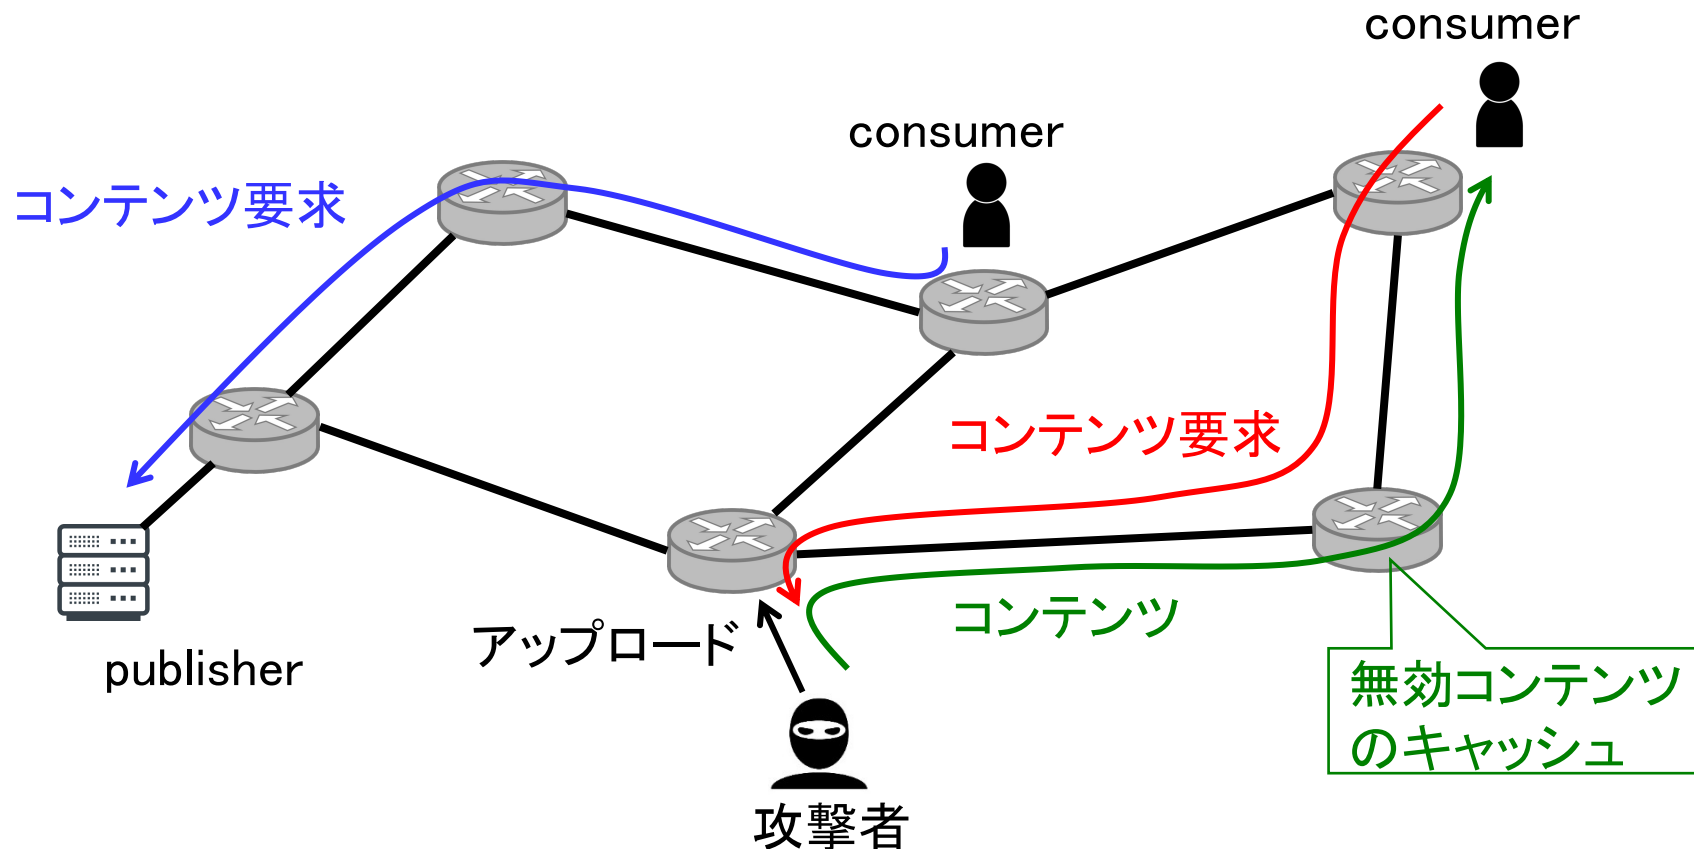 consumer
consumer
コンテンツ要求
コンテンツ要求
コンテンツ
アップロード
publisher
無効コンテンツ
のキャッシュ
攻撃者